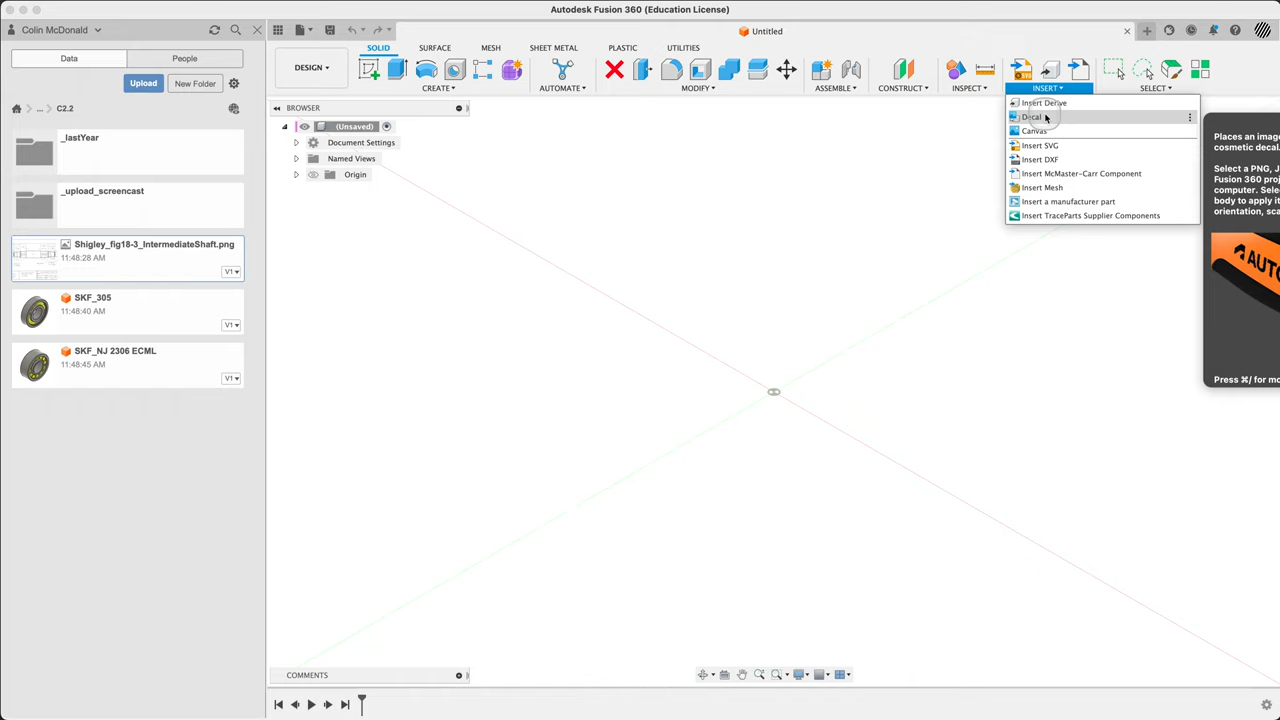 Autodesk Fusion 360 (Education License)
Colin McDonald
Untitled
Data
People
Upload
New Folder
... C2.2
_lastYear
_upload_screencast
Shigley_fig18-3_IntermediateShaft.png
11:48:28 AM
V1
SKF_305
11:48:40 AM
V1
SKF_NJ 2306 ECML
11:48:45 AM
V1
SOLID SURFACE MESH SHEET METAL PLASTIC UTILITIES
DESIGN
CREATE AUTOMATE MODIFY ASSEMBLE CONSTRUCT INSPECT INSERT SELECT
BROWSER
(Unsaved)
Document Settings
Named Views
Origin
Insert Derive
Decal
Canvas
Insert SVG
Insert DXF
Insert McMaster-Carr Component
Insert Mesh
Insert a manufacturer part
Insert TraceParts Supplier Components
Places an imag
cosmetic decal.
Select a PNG, J
Fusion 360 proj
computer. Selec
body to apply it
orientation, sca
AUTO
Press ⌘/ for mo
COMMENTS